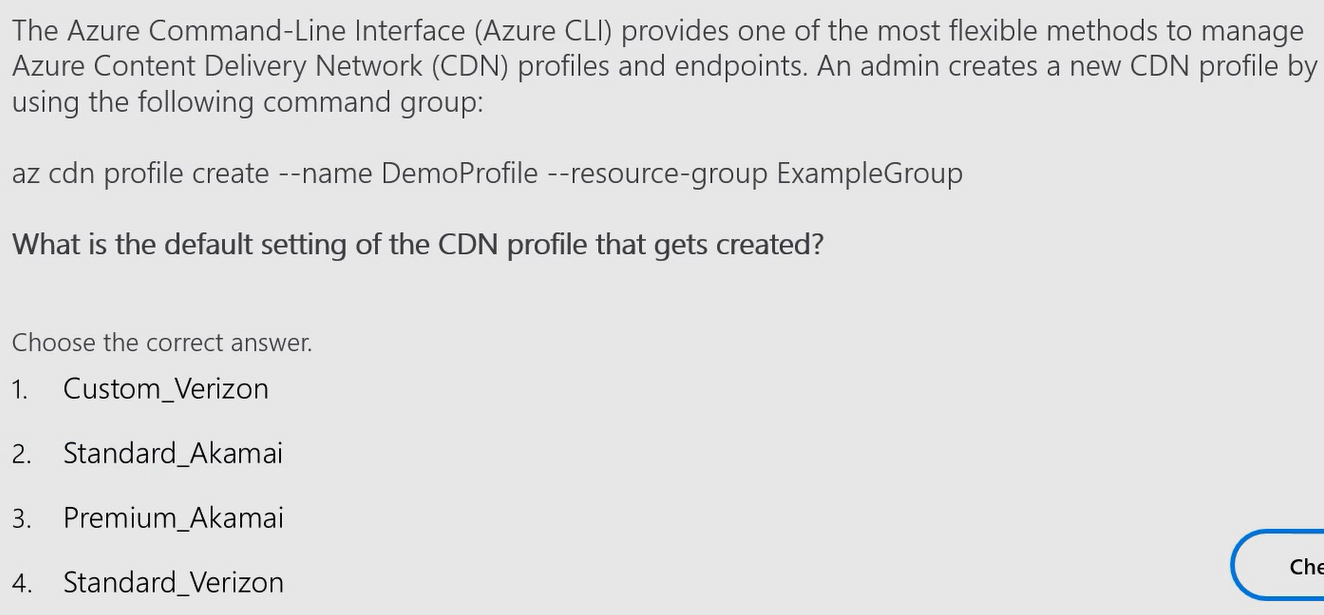 The Azure Command-Line Interface (Azure CLI) provides one of the most flexible methods to manage
Azure Content Delivery Network (CDN) profiles and endpoints. An admin creates a new CDN profile by
using the following command group:
az cdn profile create --name DemoProfile --resource-group ExampleGroup
What is the default setting of the CDN profile that gets created?
Choose the correct answer.
1. Custom_Verizon
2. Standard_Akamai
3. Premium_Akamai
Che
4. Standard_Verizon